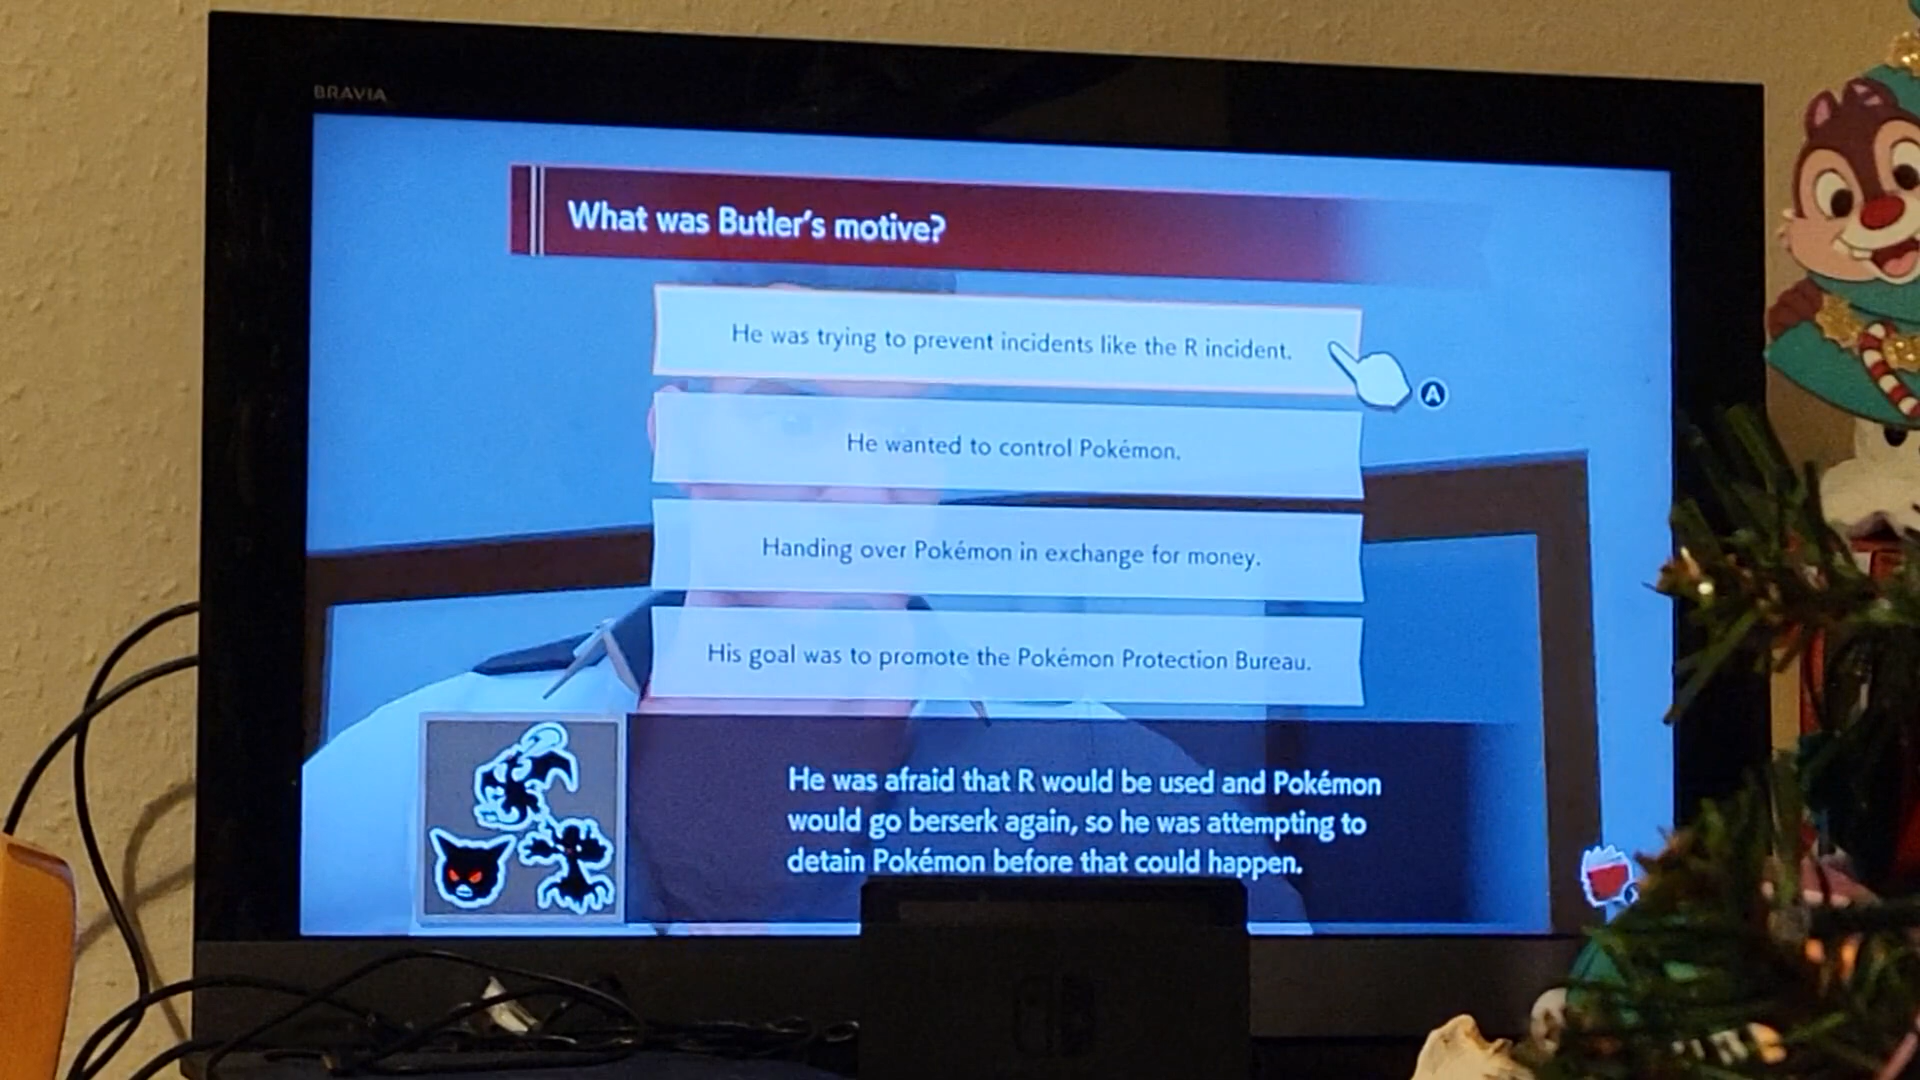 BRAVIA
What was Butler's motive?
He was trying to prevent incidents like the R incident.
A
He wanted to control Pokémon.
Handing over Pokémon in exchange for money.
His goal was to promote the Pokémon Protection Bureau.
He was afraid that R would be used and Pokémon
would go berserk again, so he was attempting to
detain Pokémon before that could happen.